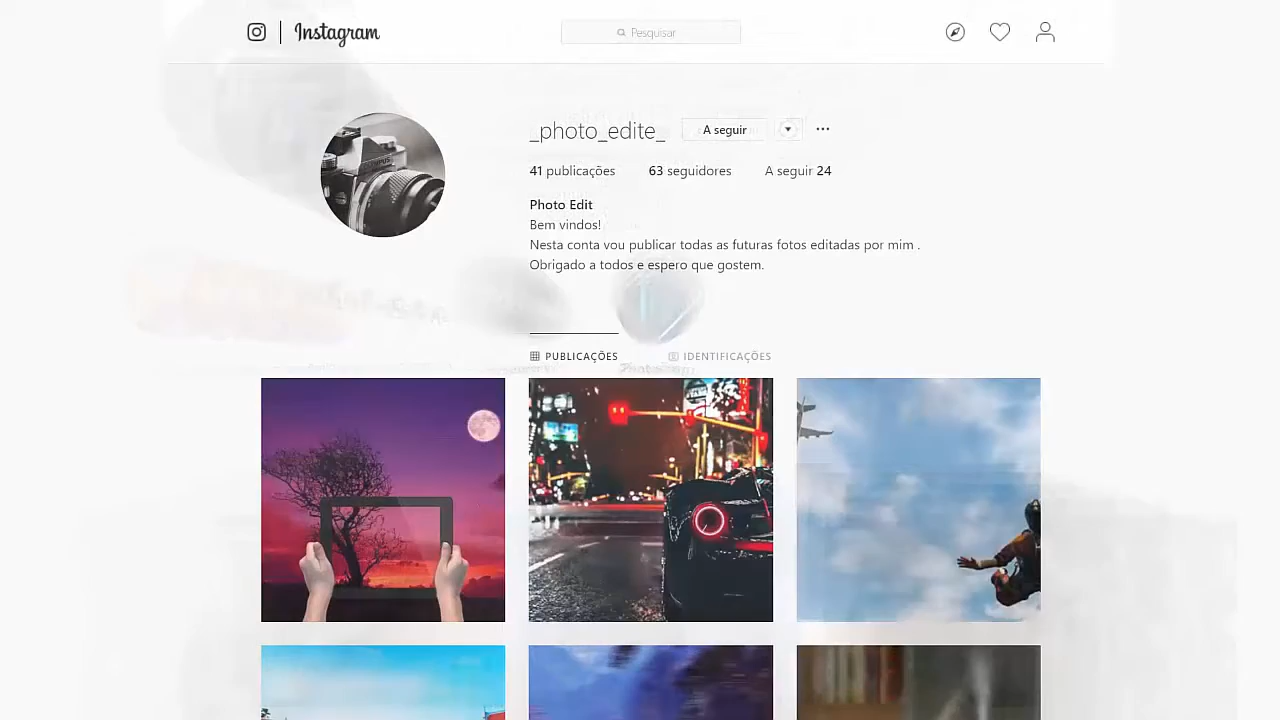 Instagram
Pesquisar
_photo_edite_ A seguir
41 publicações 63 seguidores A seguir 24
Photo Edit
Bem vindos!
Nesta conta vou publicar todas as futuras fotos editadas por mim .
Obrigado a todos e espero que gostem.
PUBLICAÇÕES IDENTIFICAÇÕES